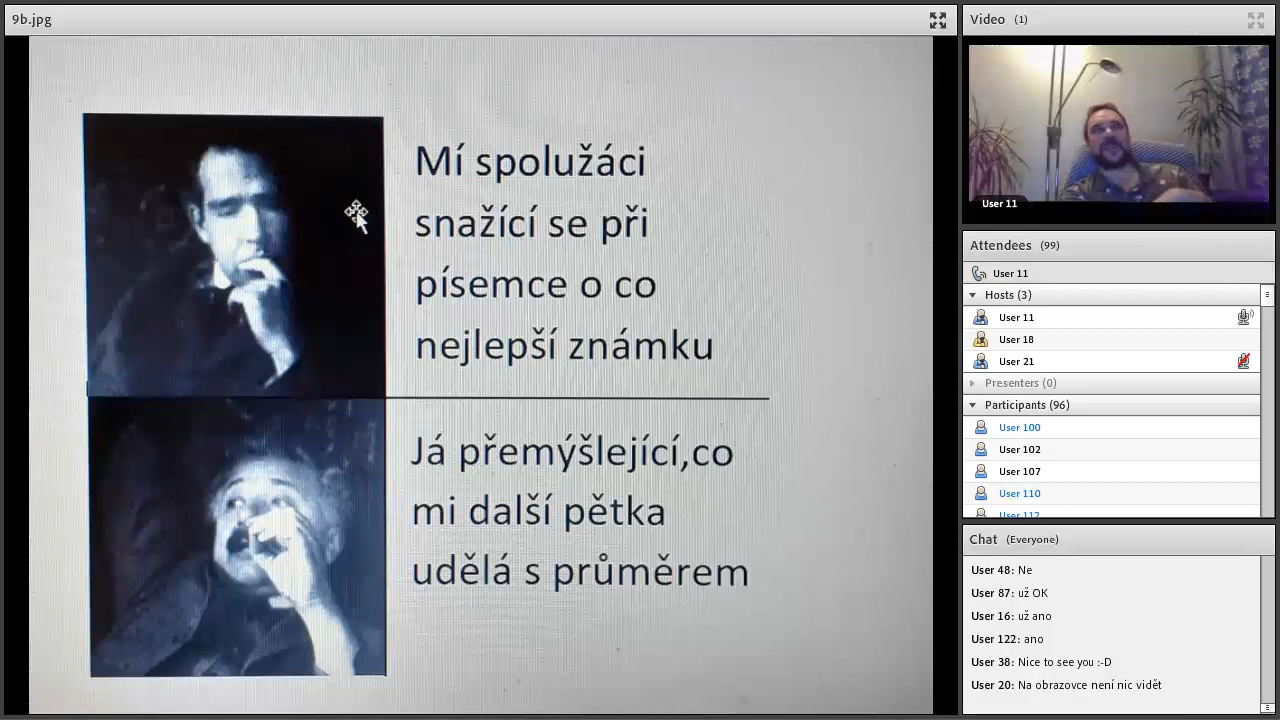 9b.jpg
Mí spolužáci
snažící se při
písemce o co
nejlepší známku
Já přemýšlející,co
mi další pětka
udělá s průměrem
Video (1)
User 11
Attendees (99)
User 11
Hosts (3)
User 11
User 18
User 21
Presenters (0)
Participants (96)
User 100
User 102
User 107
User 110
User 112
Chat (Everyone)
User 48: Ne
User 87: už OK
User 16: už ano
User 122: ano
User 38: Nice to see you :-D
User 20: Na obrazovce není nic vidět